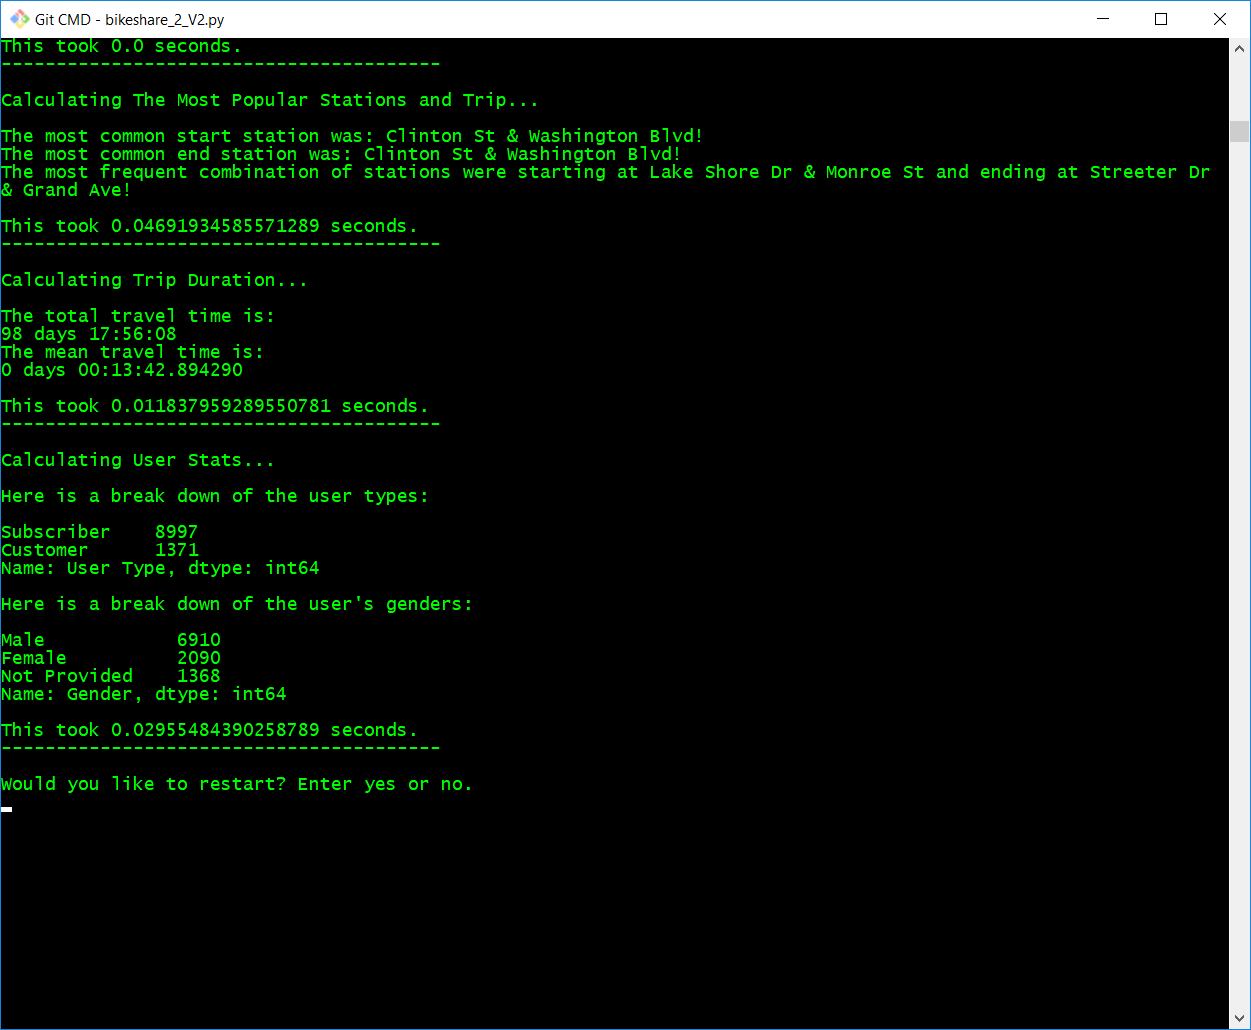 Git CMD - bikeshare_2_V2.py
This took 0.0 seconds.
----------------------------------------
Calculating The Most Popular Stations and Trip...
The most common start station was: Clinton St & Washington Blvd!
The most common end station was: Clinton St & Washington Blvd!
The most frequent combination of stations were starting at Lake Shore Dr & Monroe St and ending at Streeter Dr
& Grand Ave!
This took 0.04691934585571289 seconds.
----------------------------------------
Calculating Trip Duration...
The total travel time is:
98 days 17:56:08
The mean travel time is:
0 days 00:13:42.894290
This took 0.011837959289550781 seconds.
----------------------------------------
Calculating User Stats...
Here is a break down of the user types:
Subscriber    8997
Customer      1371
Name: User Type, dtype: int64
Here is a break down of the user's genders:
Male            6910
Female          2090
Not Provided    1368
Name: Gender, dtype: int64
This took 0.02955484390258789 seconds.
----------------------------------------
Would you like to restart? Enter yes or no.